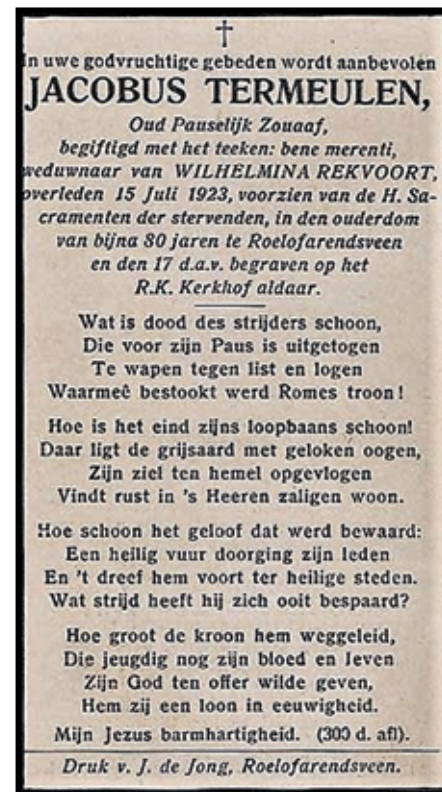 In uwe godvruchtige gebeden wordt aanbevolen
JACOBUS TERMEULEN,
Oud Pauselijk Zouaaf,
begiftigd met het teeken: bene merenti,
weduwnaar van WILHELMINA REKVOORT,
overleden 15 Juli 1923, voorzien van de H. Sa-
cramenten der stervenden, in den ouderdom
van bijna 80 jaren te Roelofarendsveen
en den 17 d.a.v. begraven op het
R.K. Kerkhof aldaar.
Wat is dood des strijders schoon,
Die voor zijn Paus is uitgetogen
Te wapen tegen list en logen
Waarmeê bestookt werd Romes troon!
Hoe is het eind zijns loopbaans schoon!
Daar ligt de grijsaard met geloken oogen,
Zijn ziel ten hemel opgevlogen
Vindt rust in 's Heeren zaligen woon.
Hoe schoon het geloof dat werd bewaard:
Een heilig vuur doorging zijn leden
En 't dreef hem voort ter heilige steden.
Wat strijd heeft hij zich ooit bespaard?
Hoe groot de kroon hem weggeleid,
Die jeugdig nog zijn bloed en leven
Zijn God ten offer wilde geven,
Hem zij een loon in eeuwigheid.
Mijn Jezus barmhartigheid. (300 d. afl).
Druk v. J. de Jong, Roelofarendsveen.